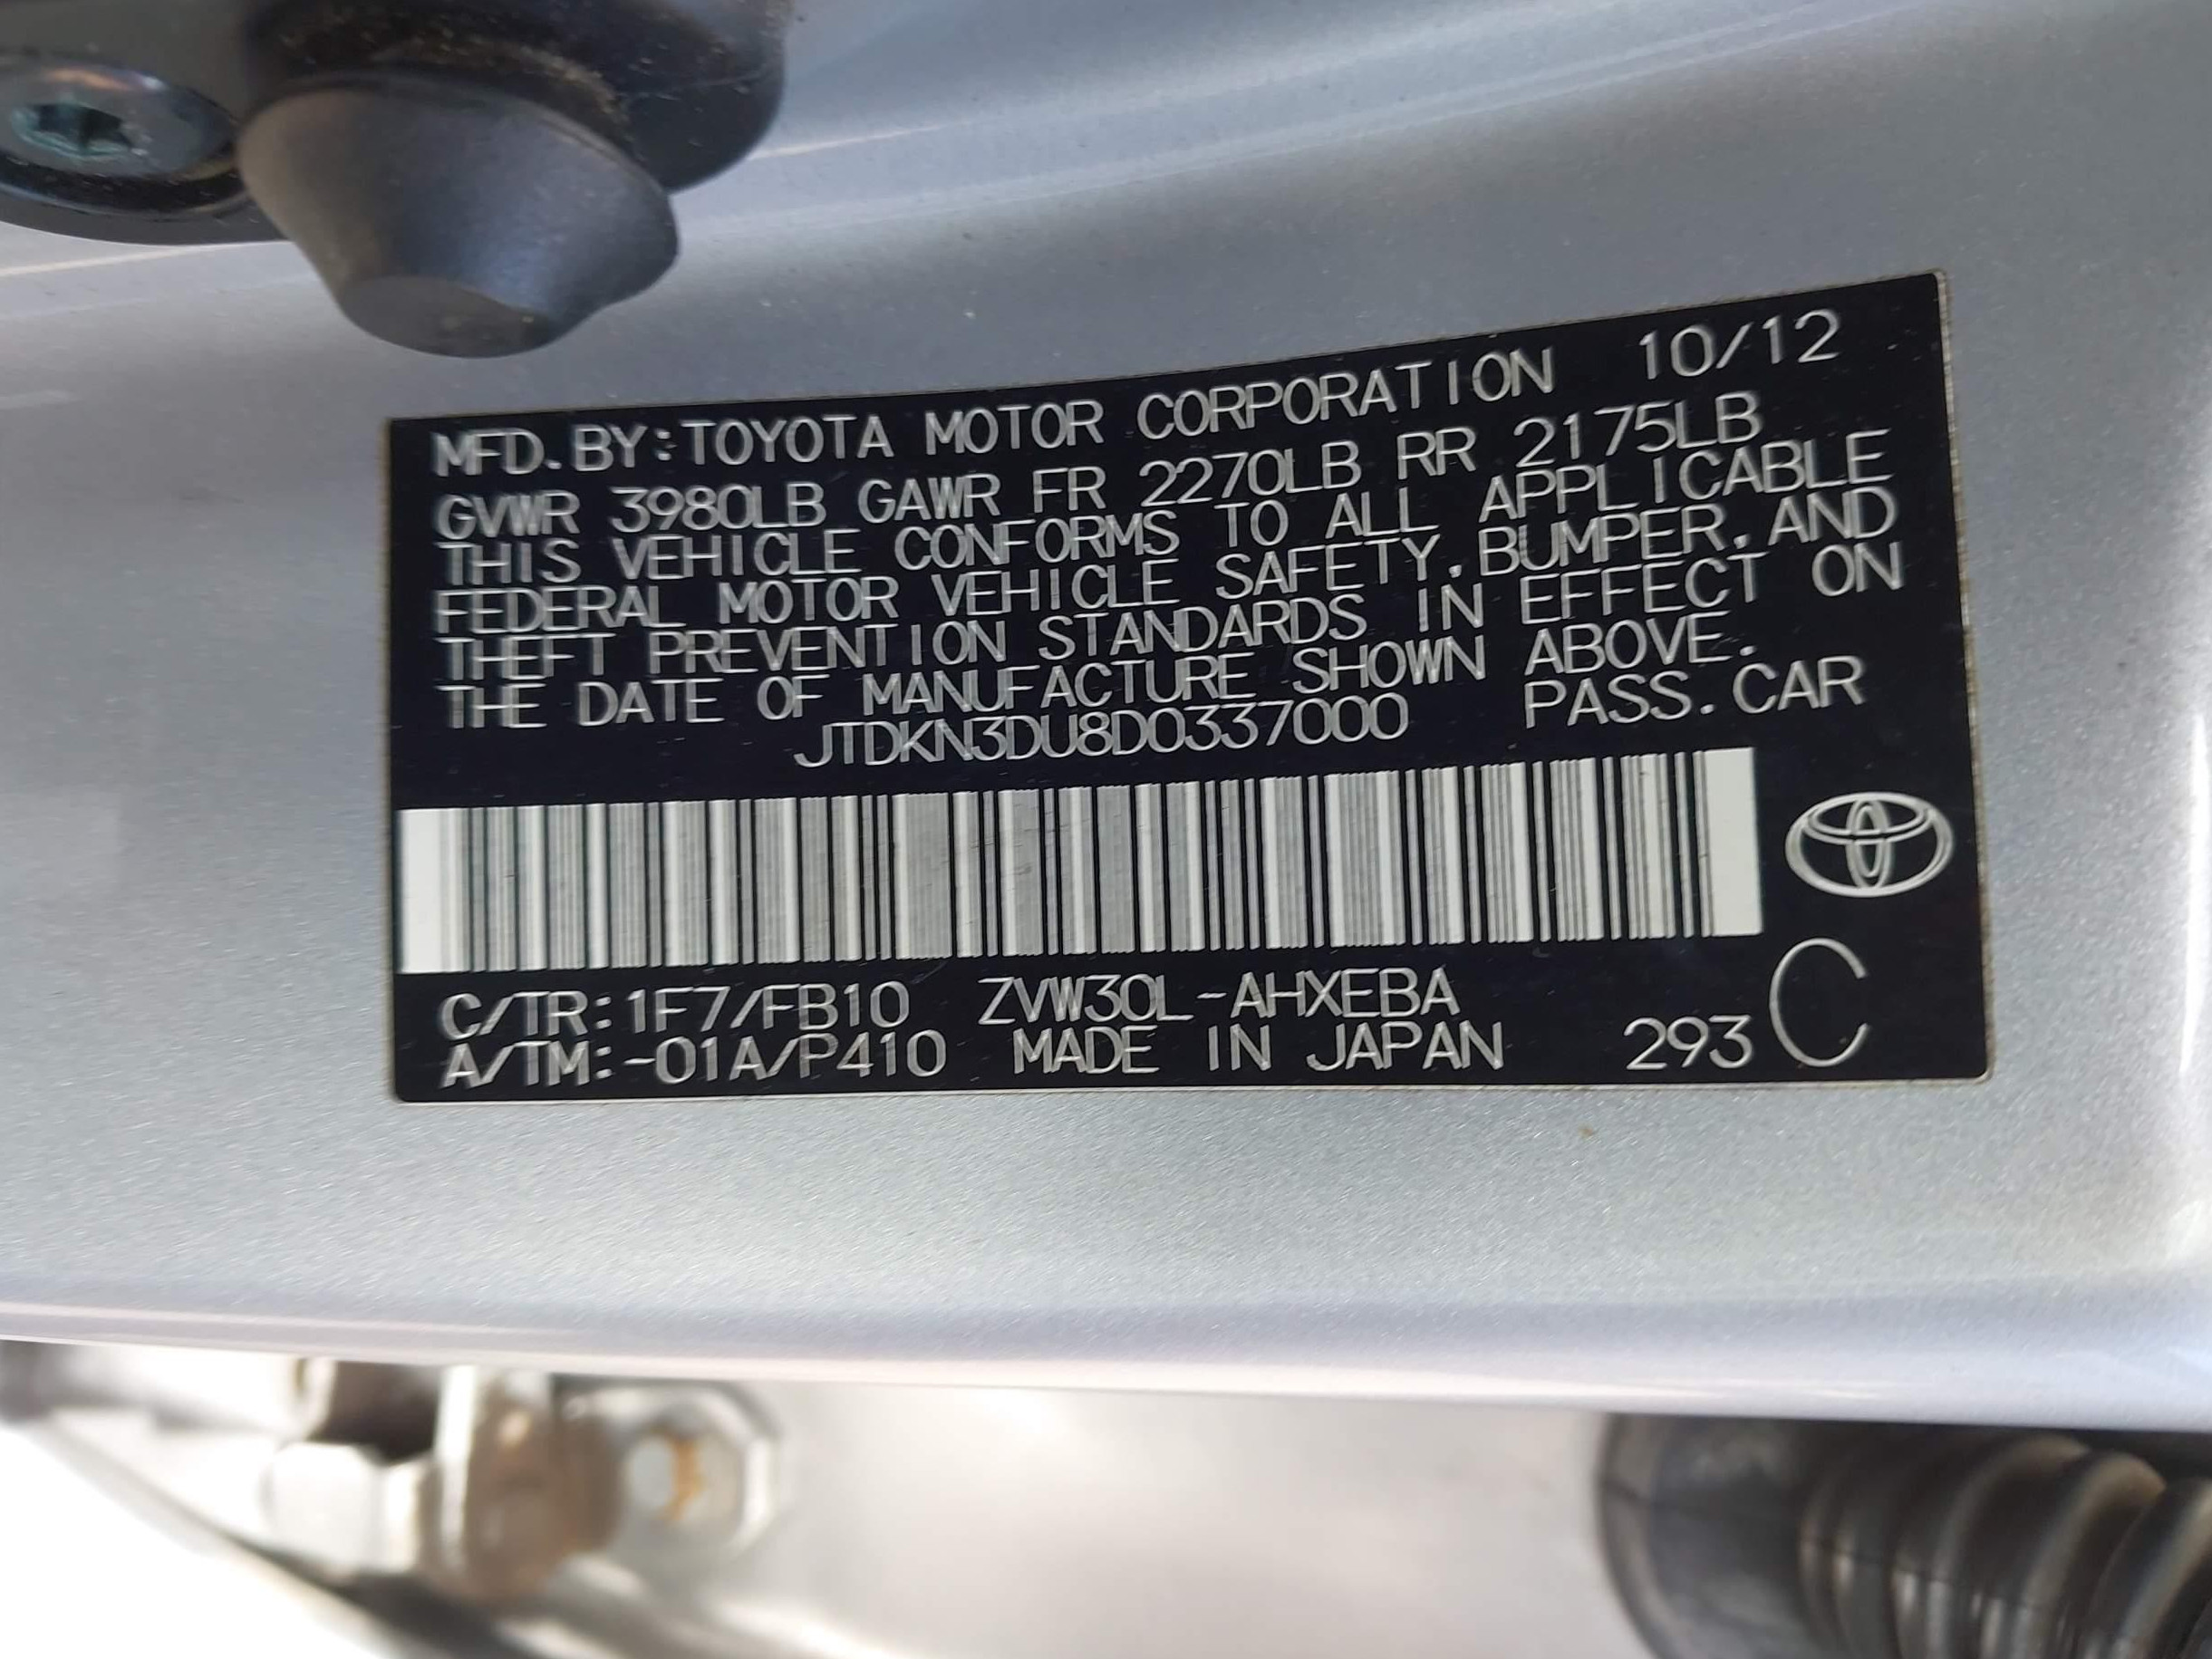 MFD.BY:TOYOTA MOTOR CORPORATION 10/12
GVWR 3980LB GAWR FR 2270LB RR 2175LB
THIS VEHICLE CONFORMS TO ALL APPLICABLE
FEDERAL MOTOR VEHICLE SAFETY,BUMPER,AND
THEFT PREVENTION STANDARDS IN EFFECT ON
THE DATE OF MANUFACTURE SHOWN ABOVE.
JTDKN3DU8D0337000 PASS.CAR
C/TR:1F7/FB10 ZVW30L-AHXEBA
A/TM:-01A/P410 MADE IN JAPAN 293 C